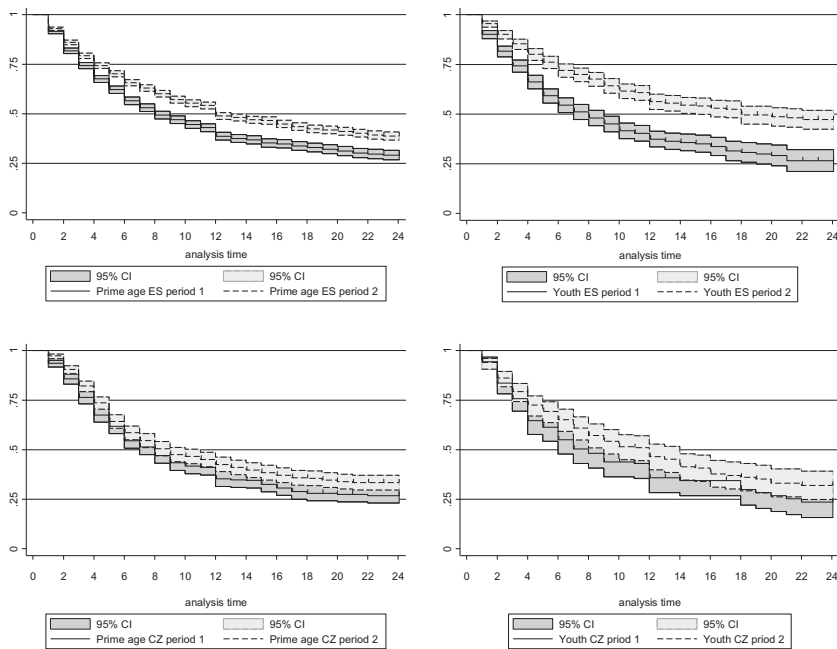 1
.75
.5
.25
0
0 2 4 6 8 10 12 14 16 18 20 22 24
analysis time
95% CI 95% CI
Prime age ES period 1 Prime age ES period 2
1
.75
.5
.25
0
0 2 4 6 8 10 12 14 16 18 20 22 24
analysis time
95% CI 95% CI
Youth ES period 1 Youth ES period 2
1
.75
.5
.25
0
0 2 4 6 8 10 12 14 16 18 20 22 24
analysis time
95% CI 95% CI
Prime age CZ period 1 Prime age CZ period 2
1
.75
.5
.25
0
0 2 4 6 8 10 12 14 16 18 20 22 24
analysis time
95% CI 95% CI
Youth CZ priod 1 Youth CZ period 2